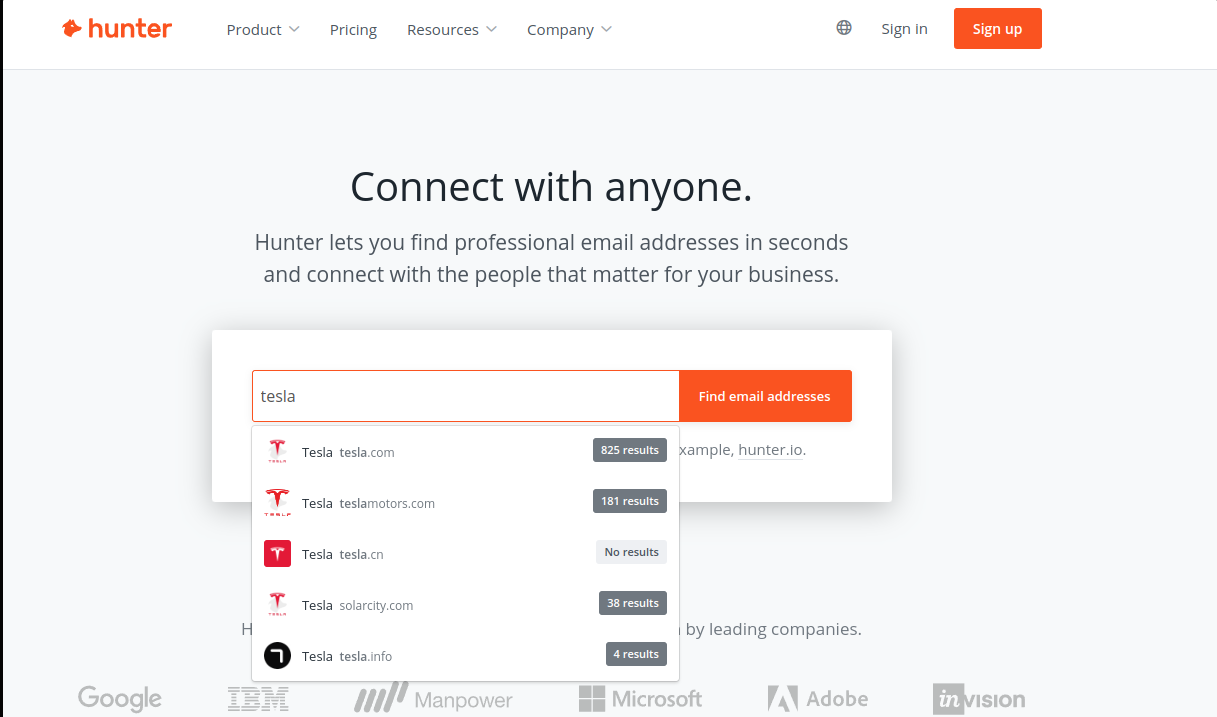 hunter
Product
Pricing
Resources
Company
Sign in
Sign up
Connect with anyone.
Hunter lets you find professional email addresses in seconds
and connect with the people that matter for your business.
tesla
Find email addresses
Tesla tesla.com 825 results
xample, hunter.io.
Tesla teslamotors.com 181 results
Tesla tesla.cn No results
Tesla solarcity.com 38 results
H by leading companies.
Tesla tesla.info 4 results
Google IBM Manpower Microsoft Adobe invision